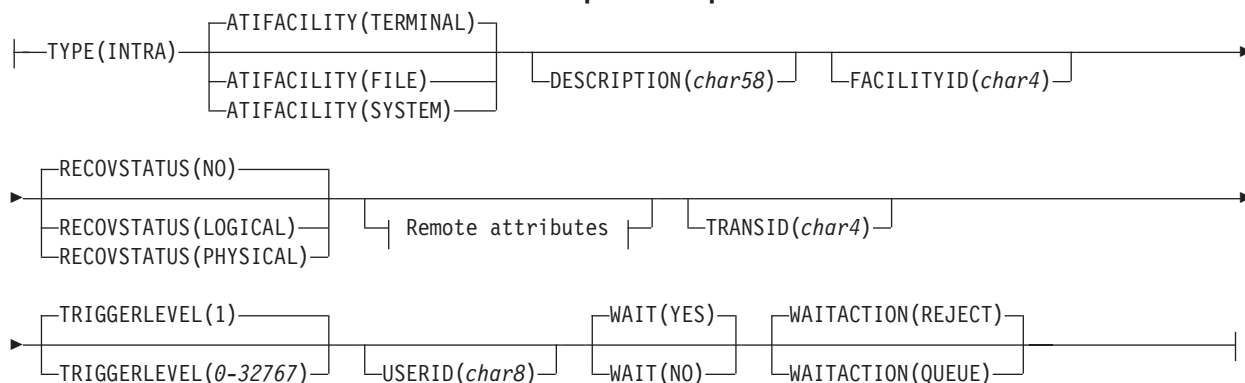 ATIFACILITY(TERMINAL)
TYPE(INTRA)
ATIFACILITY(FILE) DESCRIPTION(char58) FACILITYID(char4)
ATIFACILITY(SYSTEM)
RECOVSTATUS(NO)
RECOVSTATUS(LOGICAL) Remote attributes TRANSID(char4)
RECOVSTATUS(PHYSICAL)
TRIGGERLEVEL(1) WAIT(YES) WAITACTION(REJECT)
TRIGGERLEVEL(0-32767) USERID(char8) WAIT(NO) WAITACTION(QUEUE)